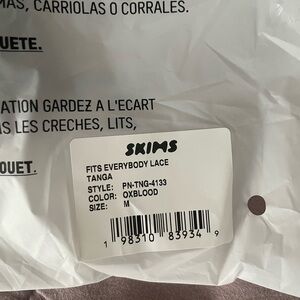 MAS, CARRIOLAS O CORRALES.
UETE.
ATION GARDEZ A L'ECART
S LES CRECHES, LITS,
OUET.
SKIMS
FITS EVERYBODY LACE
TANGA
STYLE: PN-TNG-4133
COLOR: OXBLOOD
SIZE: M
1 98310 83934 9